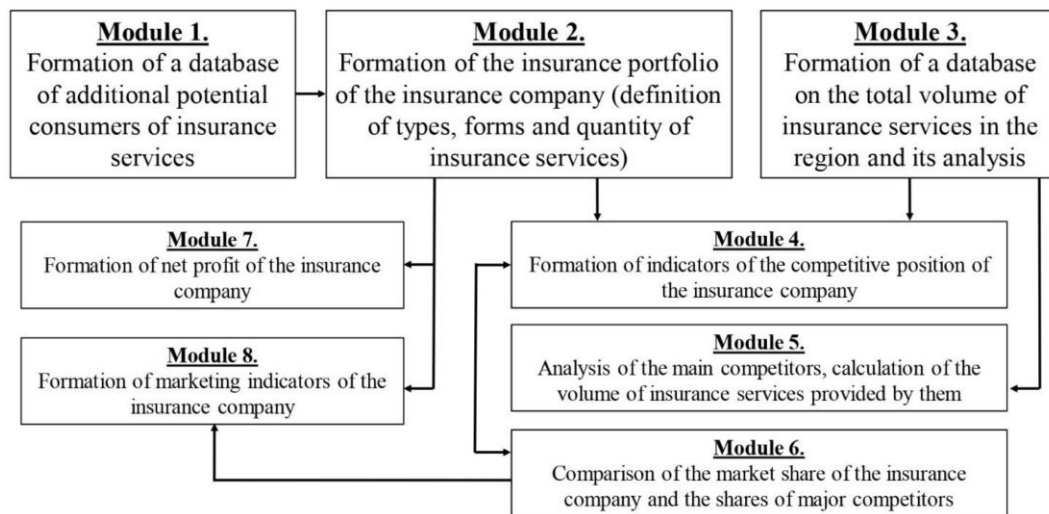 Module 1.
Formation of a database
of additional potential
consumers of insurance
services
Module 2.
Formation of the insurance portfolio
of the insurance company (definition
of types, forms and quantity of
insurance services)
Module 3.
Formation of a database
on the total volume of
insurance services in the
region and its analysis
Module 7.
Formation of net profit of the insurance
company
Module 4.
Formation of indicators of the competitive position of
the insurance company
Module 8.
Formation of marketing indicators of the
insurance company
Module 5.
Analysis of the main competitors, calculation of the
volume of insurance services provided by them
Module 6.
Comparison of the market share of the insurance
company and the shares of major competitors